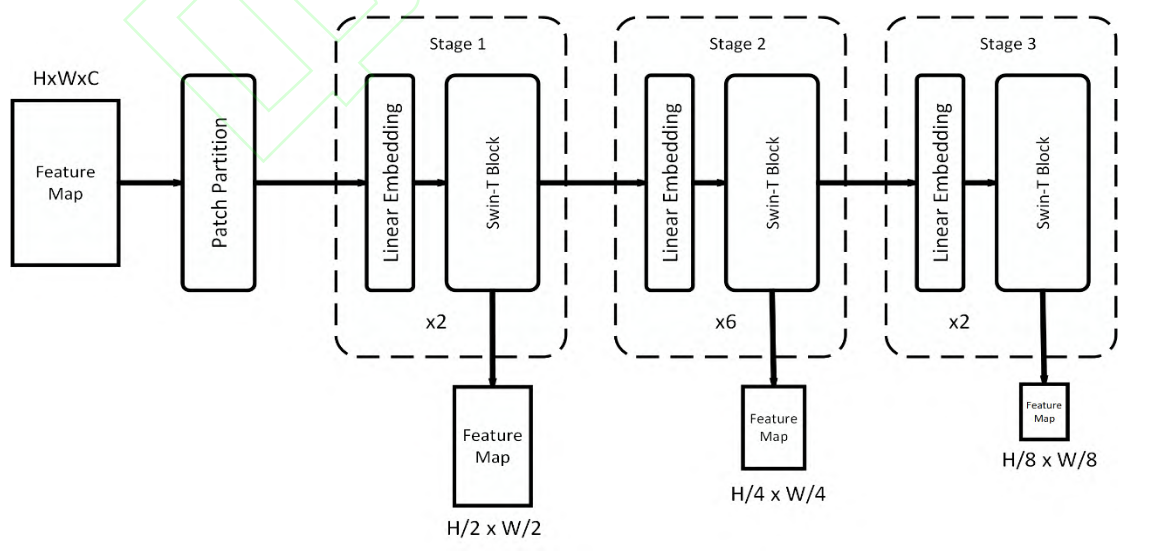 Stage 1
Stage 2
Stage 3
HxWxC
Feature
Map
Patch Partition
Linear Embedding
Swin-T Block
Linear Embedding
Swin-T Block
Linear Embedding
Swin-T Block
x2
x6
x2
Feature
Map
H/2 x W/2
Feature
Map
H/4 x W/4
Feature
Map
H/8 x W/8